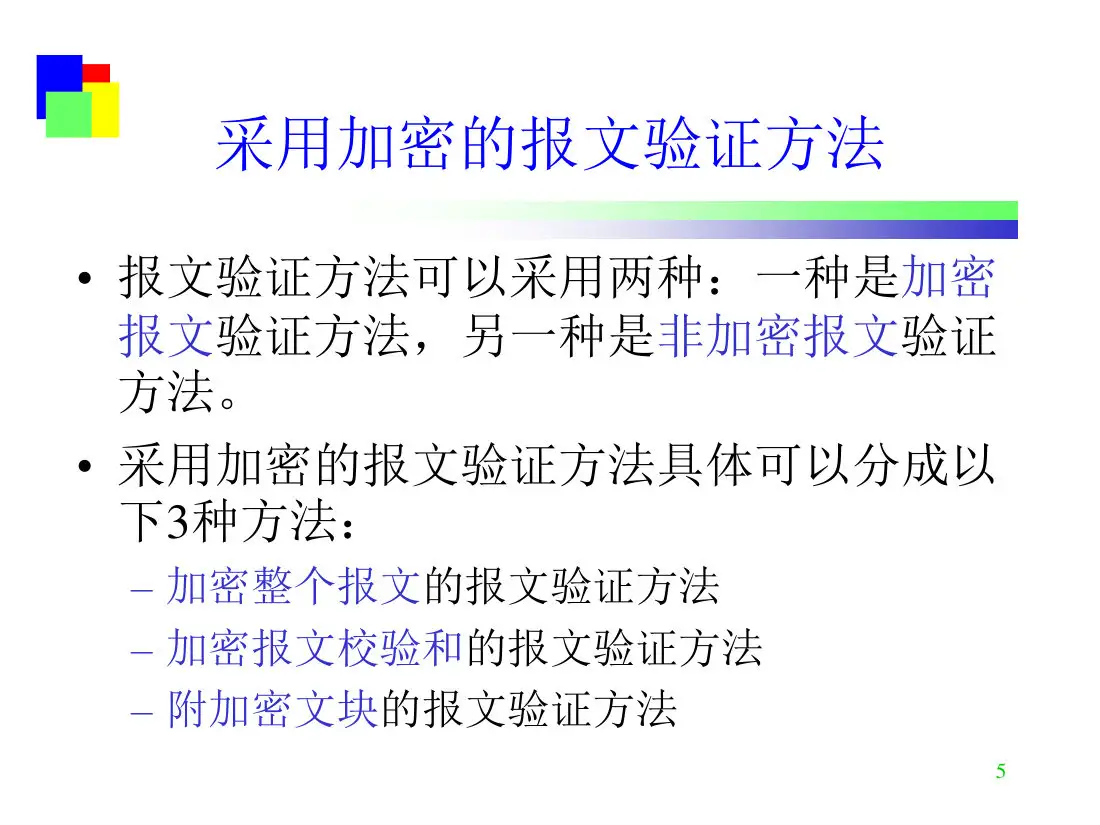 采用加密的报文验证方法
• 报文验证方法可以采用两种：一种是加密
报文验证方法，另一种是非加密报文验证
方法。
• 采用加密的报文验证方法具体可以分成以
下3种方法：
– 加密整个报文的报文验证方法
– 加密报文校验和的报文验证方法
– 附加密文块的报文验证方法
5